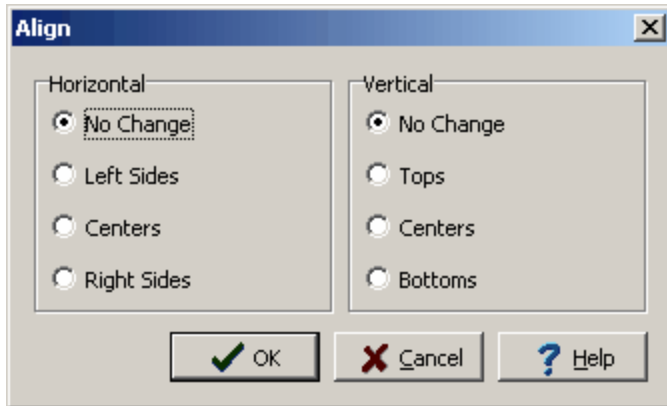 Align
Horizontal
No Change
Left Sides
Centers
Right Sides
Vertical
No Change
Tops
Centers
Bottoms
OK
Cancel
Help